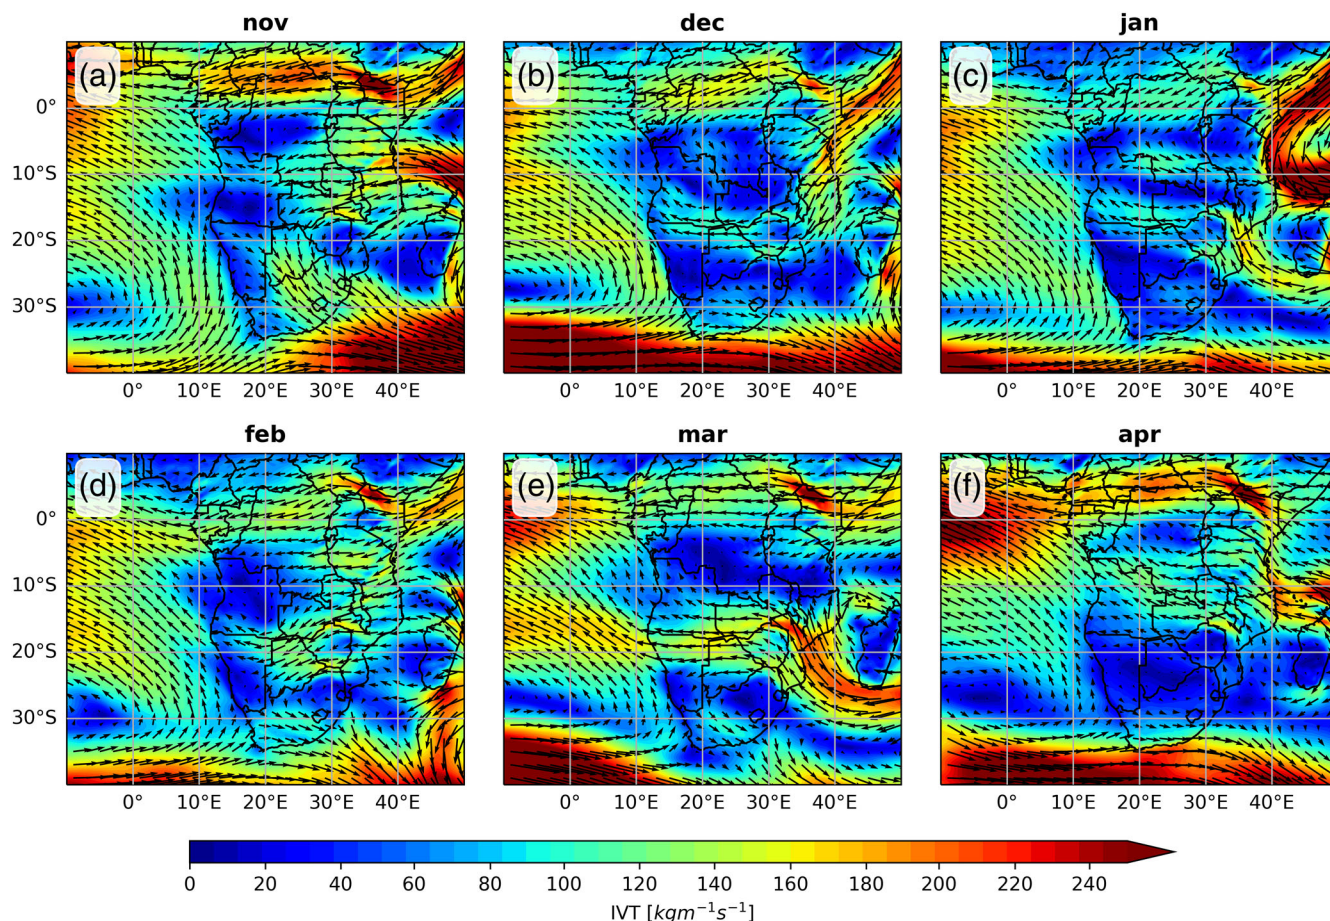 nov dec jan
(a) (b) (c)
0°
10°S
20°S
30°S
0° 10°E 20°E 30°E 40°E 0° 10°E 20°E 30°E 40°E 0° 10°E 20°E 30°E 40°E
feb mar apr
(d) (e) (f)
0°
10°S
20°S
30°S
0° 10°E 20°E 30°E 40°E 0° 10°E 20°E 30°E 40°E 0° 10°E 20°E 30°E 40°E
0 20 40 60 80 100 120 140 160 180 200 220 240
IVT [kgm⁻¹s⁻¹]